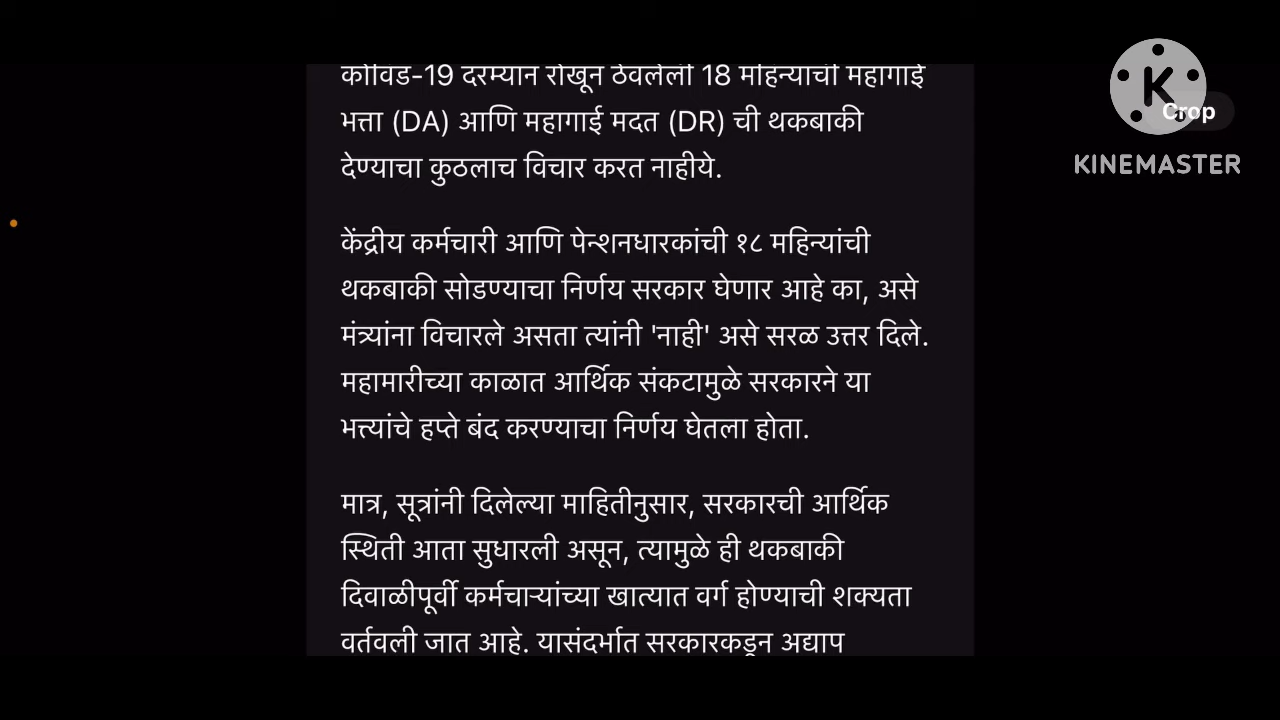 कोविड-19 दरम्यान रोखून ठेवलेली 18 महिन्यांची महागाई
भत्ता (DA) आणि महागाई मदत (DR) ची थकबाकी
देण्याचा कुठलाच विचार करत नाहीये.
केंद्रीय कर्मचारी आणि पेन्शनधारकांची १८ महिन्यांची
थकबाकी सोडण्याचा निर्णय सरकार घेणार आहे का, असे
मंत्र्यांना विचारले असता त्यांनी 'नाही' असे सरळ उत्तर दिले.
महामारीच्या काळात आर्थिक संकटामुळे सरकारने या
भत्त्यांचे हप्ते बंद करण्याचा निर्णय घेतला होता.
मात्र, सूत्रांनी दिलेल्या माहितीनुसार, सरकारची आर्थिक
स्थिती आता सुधारली असून, त्यामुळे ही थकबाकी
दिवाळीपूर्वी कर्मचाऱ्यांच्या खात्यात वर्ग होण्याची शक्यता
वर्तवली जात आहे. यासंदर्भात सरकारकडून अद्याप
K
Crop
KINEMASTER